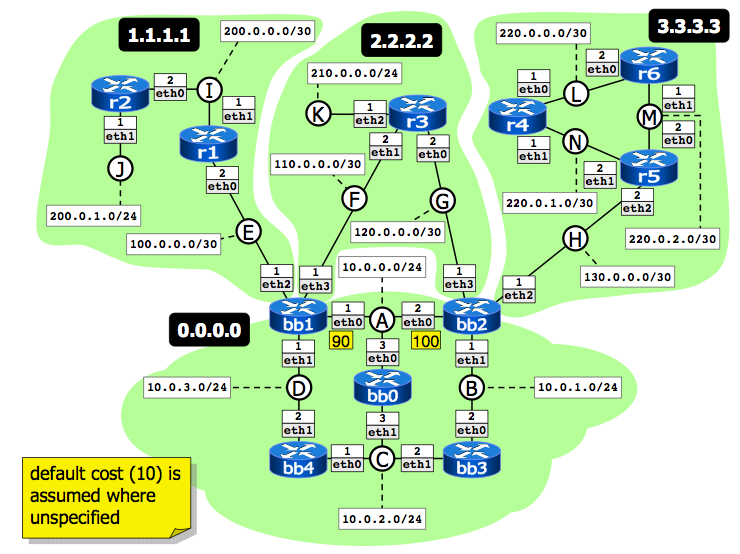 1.1.1.1
200.0.0.0/30
2.2.2.2
220.0.0.0/30
3.3.3.3
r2
2
eth0
I
1
eth1
r1
1
eth1
J
2
eth0
200.0.1.0/24
100.0.0.0/30
E
1
eth2
210.0.0.0/24
K
1
eth2
r3
2
eth1
2
eth0
110.0.0.0/30
F
G
120.0.0.0/30
1
eth3
1
eth3
2
eth0
r6
1
eth0
L
1
eth1
r4
M
2
eth0
1
eth1
N
2
eth1
r5
2
eth2
220.0.1.0/30
220.0.2.0/30
H
130.0.0.0/30
1
eth2
10.0.0.0/24
0.0.0.0
bb1
1
eth0
A
2
eth0
bb2
90
100
1
eth1
3
eth0
1
eth1
10.0.3.0/24
D
bb0
B
10.0.1.0/24
2
eth1
3
eth1
2
eth0
bb4
1
eth0
C
2
eth1
bb3
10.0.2.0/24
default cost (10) is
assumed where
unspecified